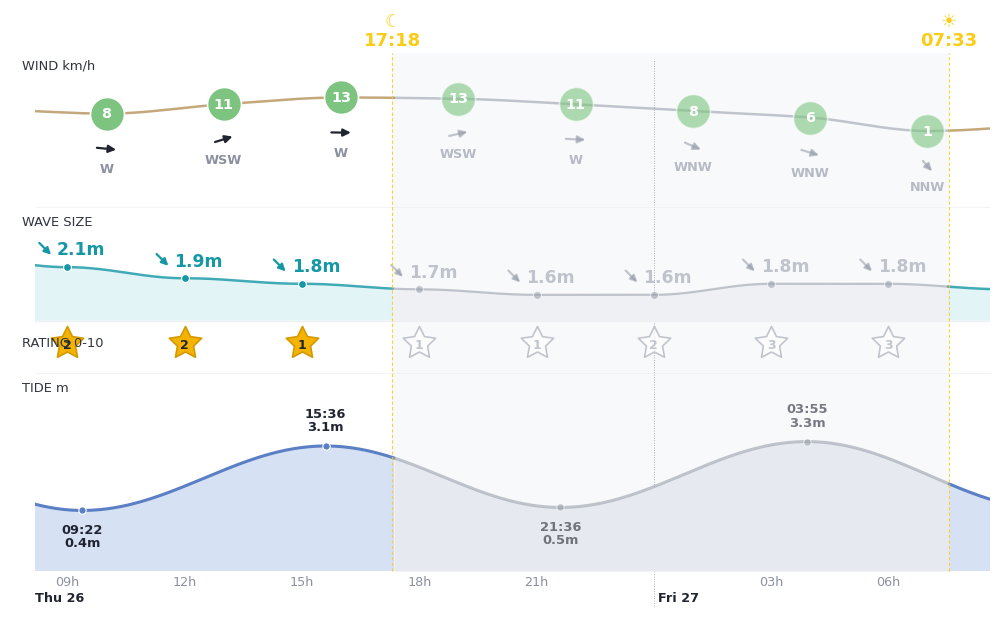 ☾ ☀
17:18 07:33
WIND km/h
8 11 13 13 11 8 6 1
W WSW W WSW W WNW WNW NNW
WAVE SIZE
2.1m 1.9m 1.8m 1.7m 1.6m 1.6m 1.8m 1.8m
RATING 0-10
2 2 1 1 1 2 3 3
TIDE m
15:36 03:55
3.1m 3.3m
09:22 21:36
0.4m 0.5m
09h 12h 15h 18h 21h 03h 06h
Thu 26 Fri 27